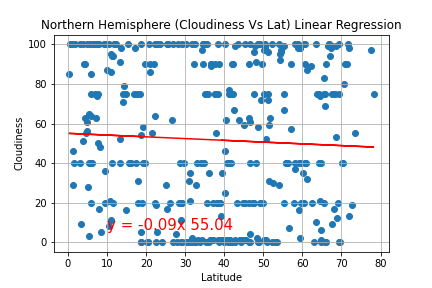 Northern Hemisphere (Cloudiness Vs Lat) Linear Regression
100
80
60
40
20
0
Cloudiness
y = -0.09x 55.04
0 10 20 30 40 50 60 70 80
Latitude